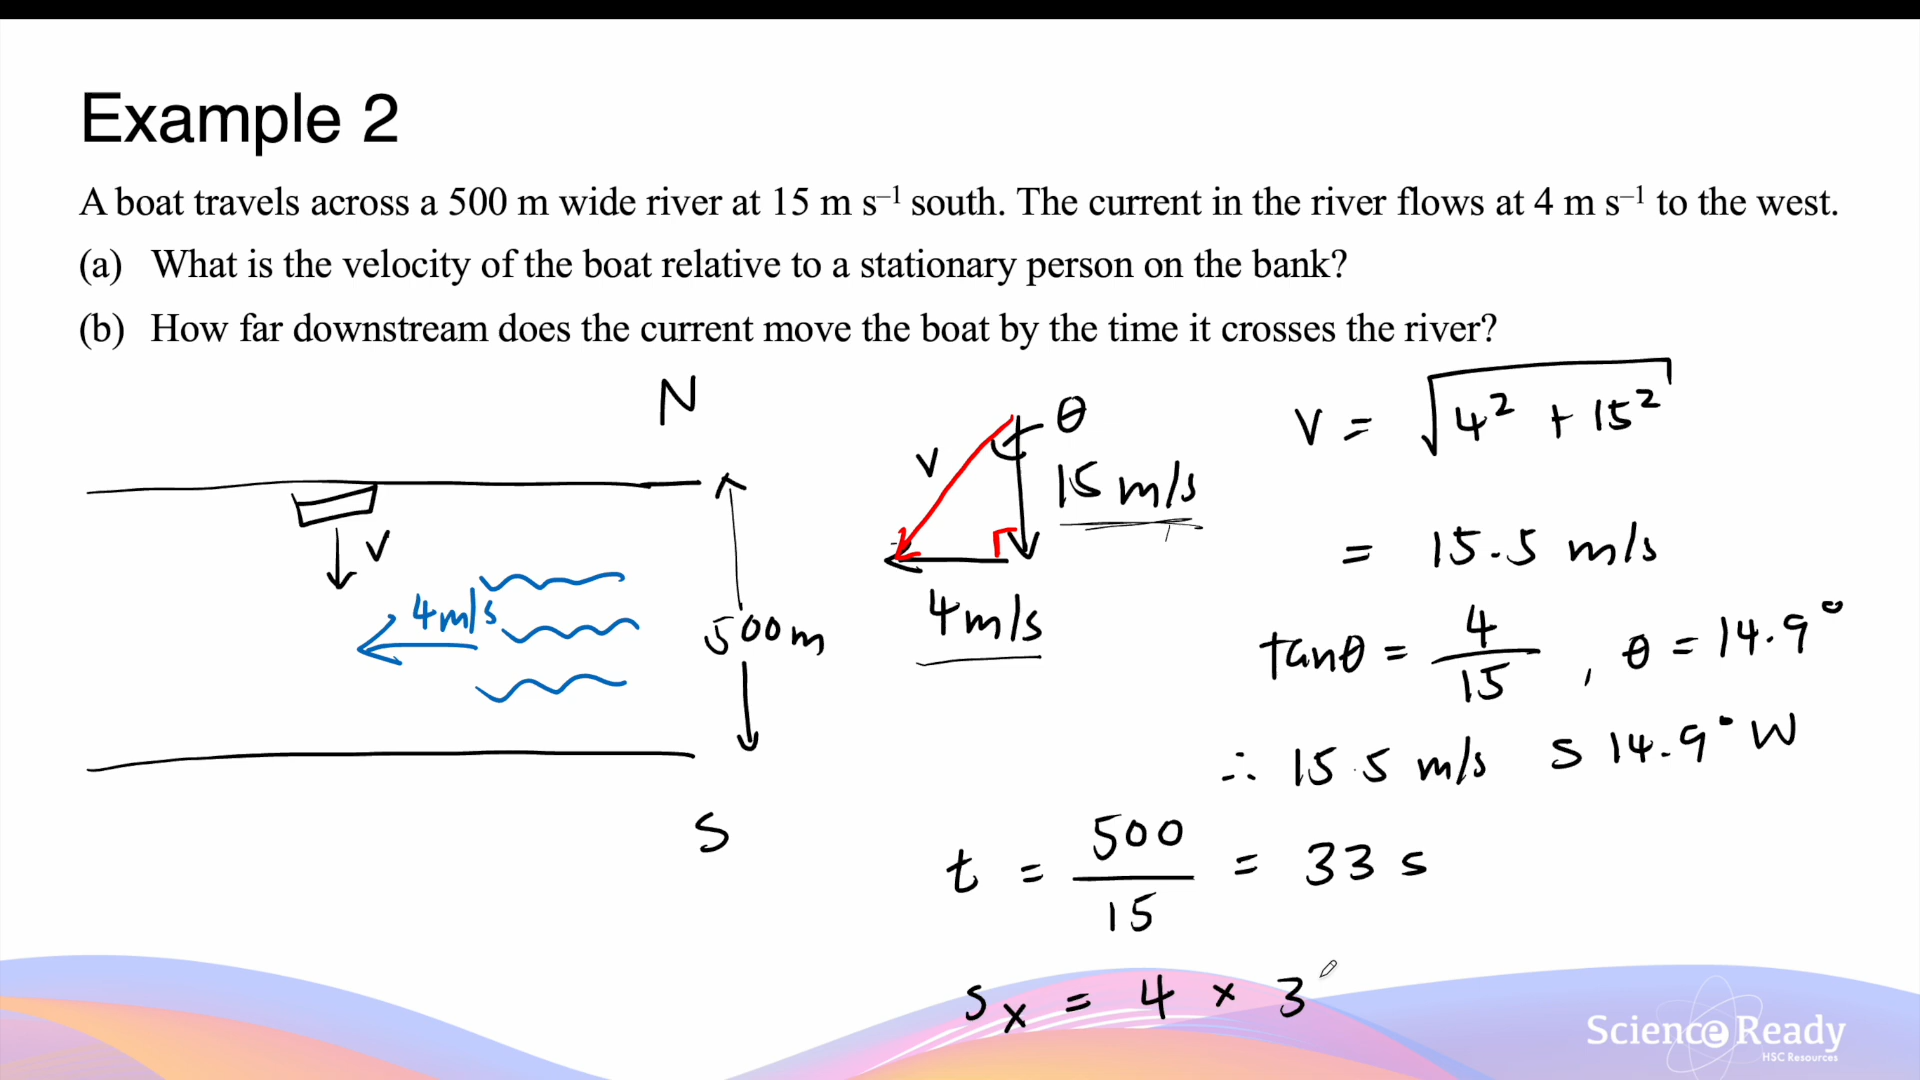 Example 2
A boat travels across a 500 m wide river at 15 m s⁻¹ south. The current in the river flows at 4 m s⁻¹ to the west.
(a) What is the velocity of the boat relative to a stationary person on the bank?
(b) How far downstream does the current move the boat by the time it crosses the river?
N
v
4m/s
500m
S
θ
v
15 m/s
4m/s
v = √4² + 15²
= 15.5 m/s
tanθ = 4/15 , θ = 14.9°
∴ 15.5 m/s S 14.9° W
t = 500/15 = 33 s
sₓ = 4 × 3
Science Ready
HSC Resources